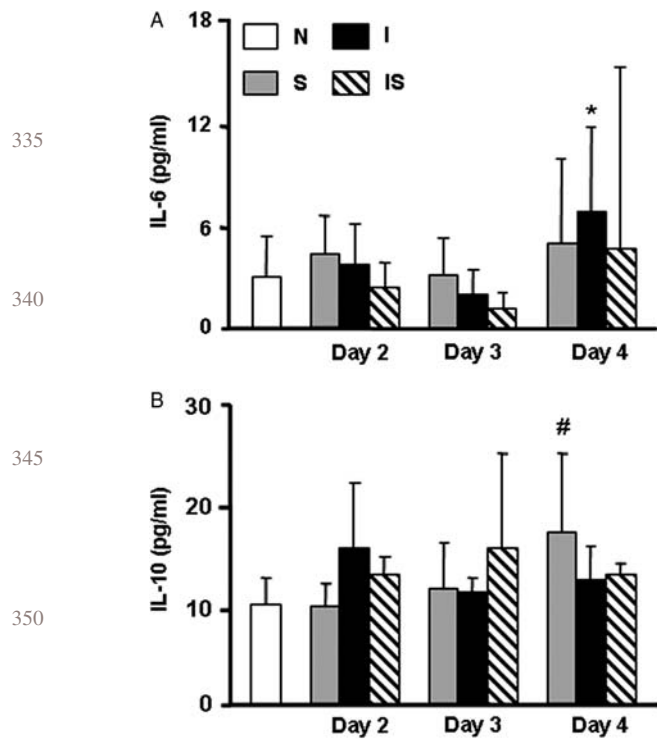 A
18
N
I
S
IS
335
12
*
IL-6 (pg/ml)
6
340
0
Day 2
Day 3
Day 4
B
30
345
#
20
IL-10 (pg/ml)
10
350
0
Day 2
Day 3
Day 4